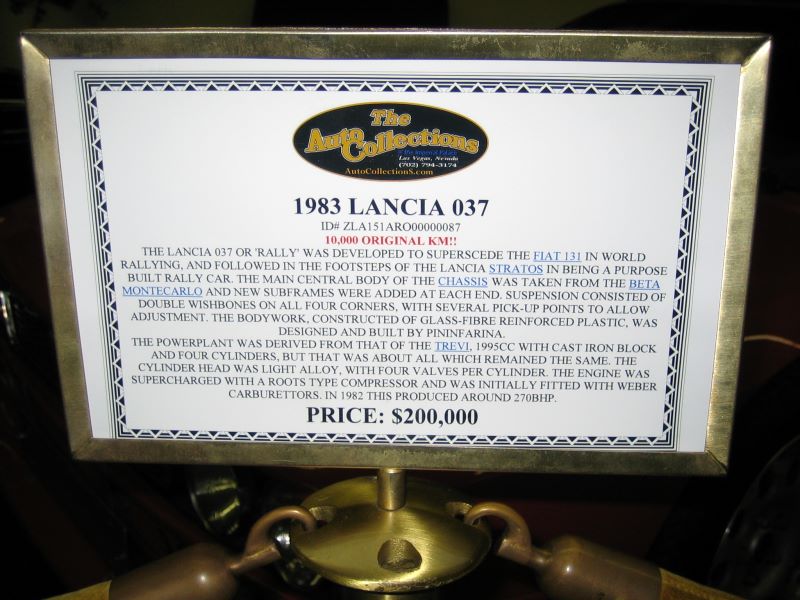 The
Auto Collections
at the Imperial Palace
Las Vegas, Nevada
(702) 794-3174
AutoCollectionS.com
1983 LANCIA 037
ID# ZLA151ARO00000087
10,000 ORIGINAL KM!!
THE LANCIA 037 OR 'RALLY' WAS DEVELOPED TO SUPERSCEDE THE FIAT 131 IN WORLD
RALLYING, AND FOLLOWED IN THE FOOTSTEPS OF THE LANCIA STRATOS IN BEING A PURPOSE
BUILT RALLY CAR. THE MAIN CENTRAL BODY OF THE CHASSIS WAS TAKEN FROM THE BETA
MONTECARLO AND NEW SUBFRAMES WERE ADDED AT EACH END. SUSPENSION CONSISTED OF
DOUBLE WISHBONES ON ALL FOUR CORNERS, WITH SEVERAL PICK-UP POINTS TO ALLOW
ADJUSTMENT. THE BODYWORK, CONSTRUCTED OF GLASS-FIBRE REINFORCED PLASTIC, WAS
DESIGNED AND BUILT BY PININFARINA.
THE POWERPLANT WAS DERIVED FROM THAT OF THE TREVI, 1995CC WITH CAST IRON BLOCK
AND FOUR CYLINDERS, BUT THAT WAS ABOUT ALL WHICH REMAINED THE SAME. THE
CYLINDER HEAD WAS LIGHT ALLOY, WITH FOUR VALVES PER CYLINDER. THE ENGINE WAS
SUPERCHARGED WITH A ROOTS TYPE COMPRESSOR AND WAS INITIALLY FITTED WITH WEBER
CARBURETTORS. IN 1982 THIS PRODUCED AROUND 270BHP.
PRICE: $200,000